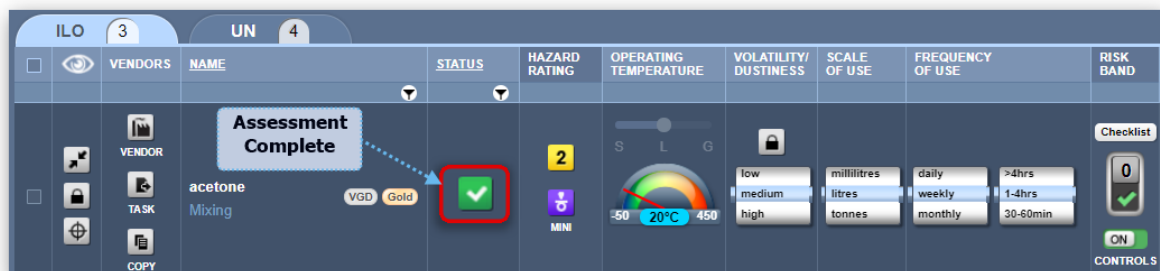 ILO 3
UN 4
VENDORS
NAME
STATUS
HAZARD
RATING
OPERATING
TEMPERATURE
VOLATILITY/
DUSTINESS
SCALE
OF USE
FREQUENCY
OF USE
RISK
BAND
VENDOR
TASK
COPY
Assessment
Complete
acetone
Mixing
VGD Gold
2
MINI
S L G
-50 20°C 450
low
medium
high
millilitres
litres
tonnes
daily
weekly
monthly
>4hrs
1-4hrs
30-60min
Checklist
0
ON
CONTROLS